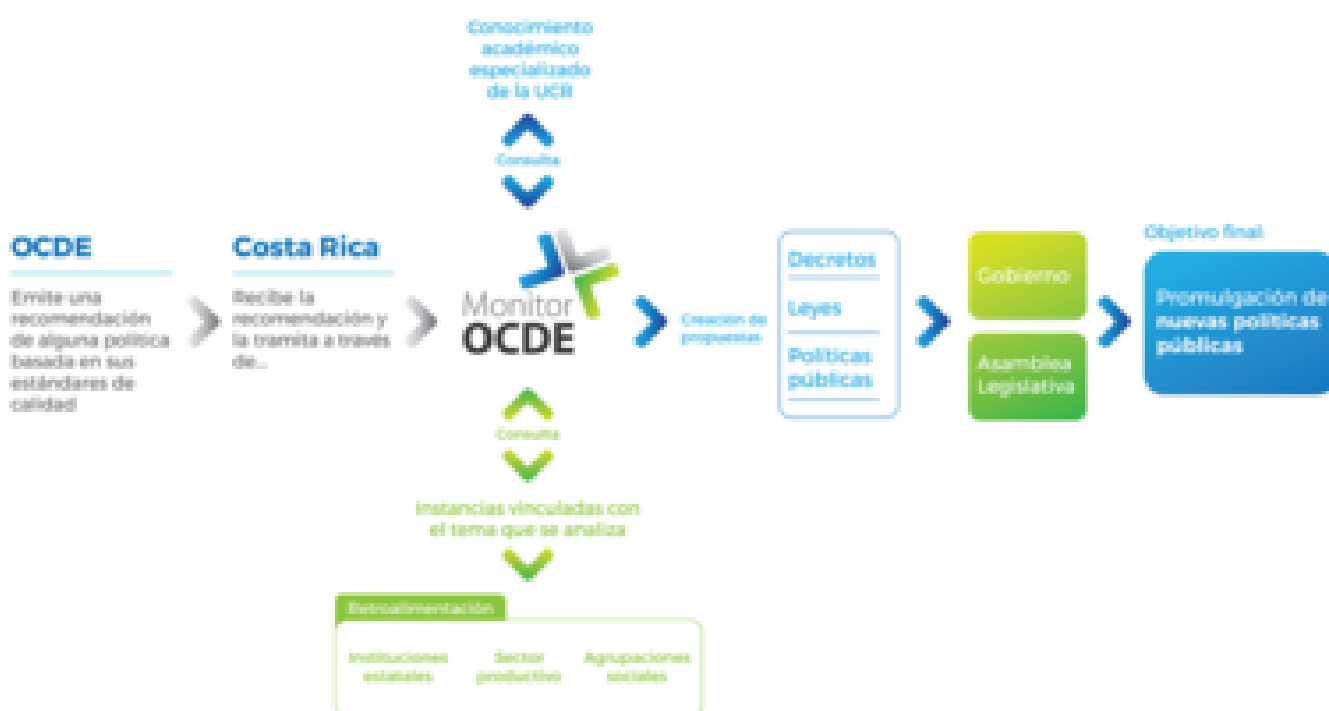 Conocimiento
académico
especializado
de la UCR
Consulta
OCDE
Emite una
recomendación
de alguna política
basada en sus
estándares de
calidad
Costa Rica
Recibe la
recomendación y
la tramita a través
de...
Monitor
OCDE
Creación de
propuestas
Decretos
Leyes
Políticas
públicas
Gobierno
Asamblea
Legislativa
Objetivo final:
Promulgación de
nuevas políticas
públicas
Consulta
Instancias vinculadas con
el tema que se analiza
Retroalimentación
Instituciones
estatales
Sector
productivo
Agrupaciones
sociales